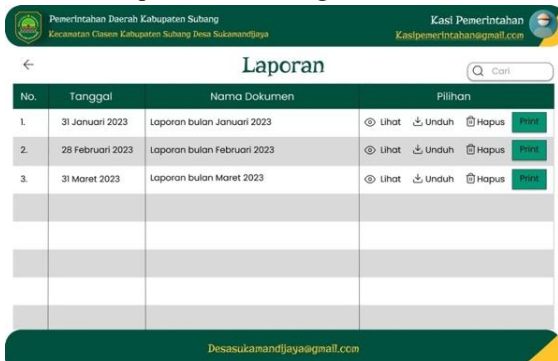 Pemerintahan Daerah Kabupaten Subang
Kecamatan Ciasem Kabupaten Subang Desa Sukamandijaya
Kasi Pemerintahan
Kasipemerintahan@gmail.com
Laporan
Cari
No. Tanggal Nama Dokumen Pilihan
1. 31 Januari 2023 Laporan bulan Januari 2023 Lihat Unduh Hapus Print
2. 28 Februari 2023 Laporan bulan Februari 2023 Lihat Unduh Hapus Print
3. 31 Maret 2023 Laporan bulan Maret 2023 Lihat Unduh Hapus Print
Desasukamandijaya@gmail.com